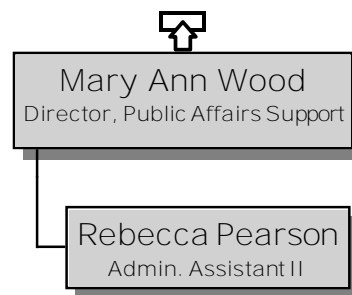 Mary Ann Wood
Director, Public Affairs Support
Rebecca Pearson
Admin. Assistant II